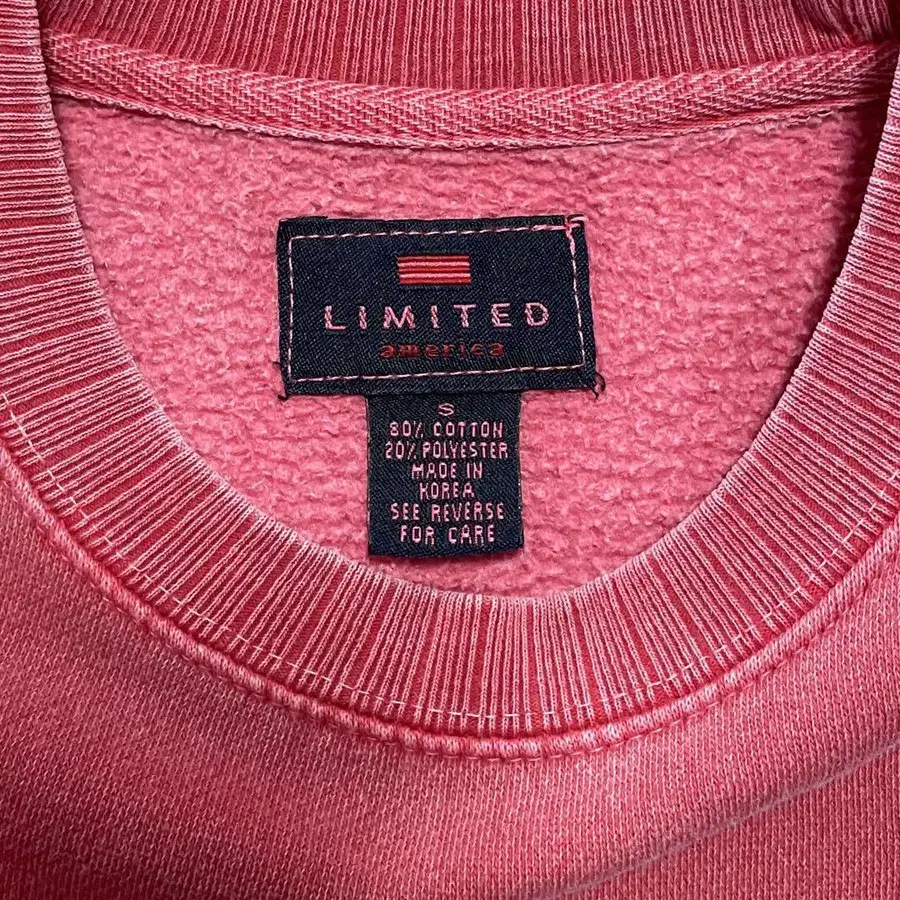 LIMITED
america
S
80% COTTON
20% POLYESTER
MADE IN
KOREA
SEE REVERSE
FOR CARE